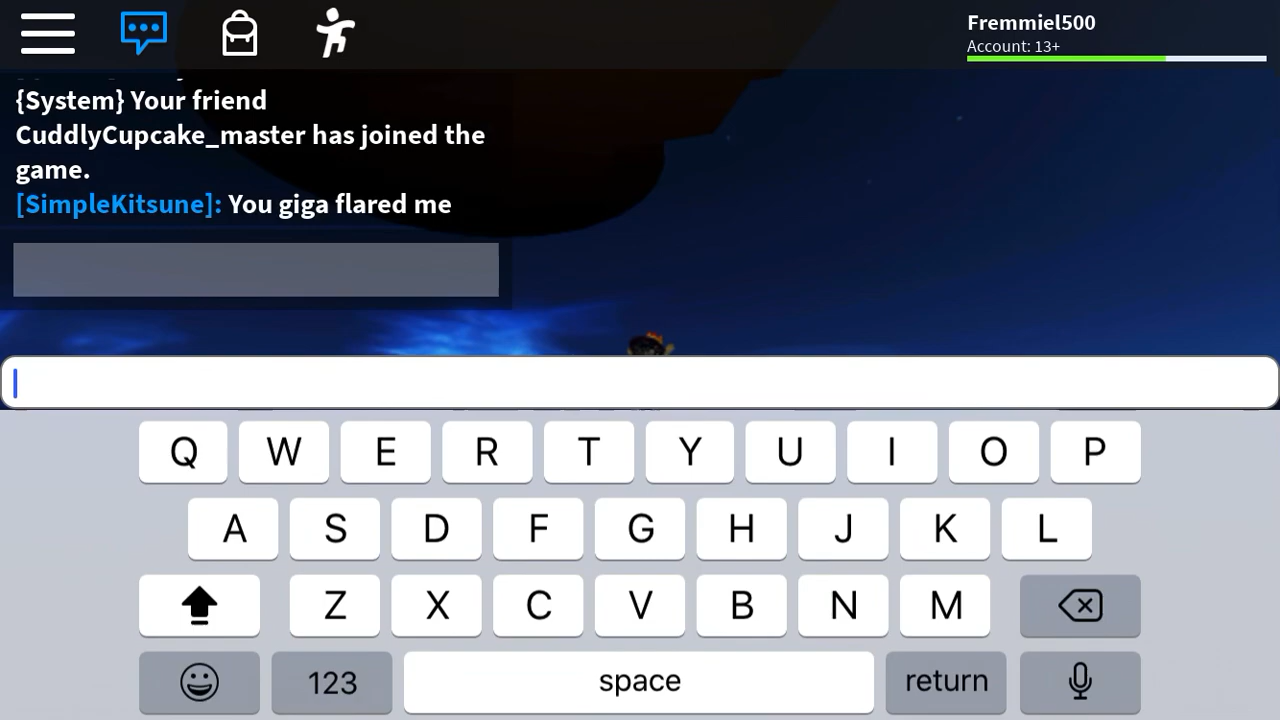 Fremmiel500
Account: 13+
{System} Your friend
CuddlyCupcake_master has joined the
game.
[SimpleKitsune]: You giga flared me
Q W E R T Y U I O P
A S D F G H J K L
Z X C V B N M
123 space return